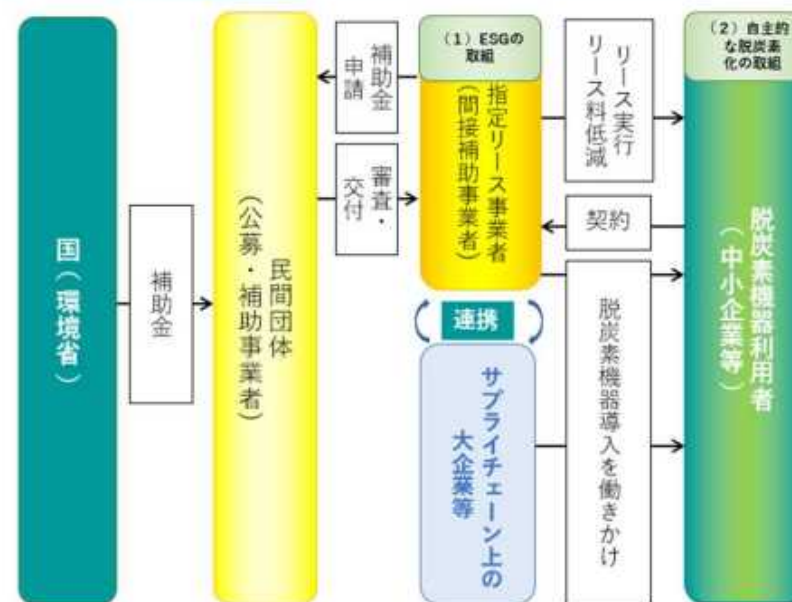 国(環境省)
補助金
民間団体
(公募・補助事業者)
補助金
申請
審査・
交付
(1)ESGの
取組
指定リース事業者
(間接補助事業者)
連携
サプライチェーン上の
大企業等
リース実行
リース料低減
契約
脱炭素機器導入を働きかけ
(2)自主的
な脱炭素
化の取組
脱炭素機器利用者
(中小企業等)